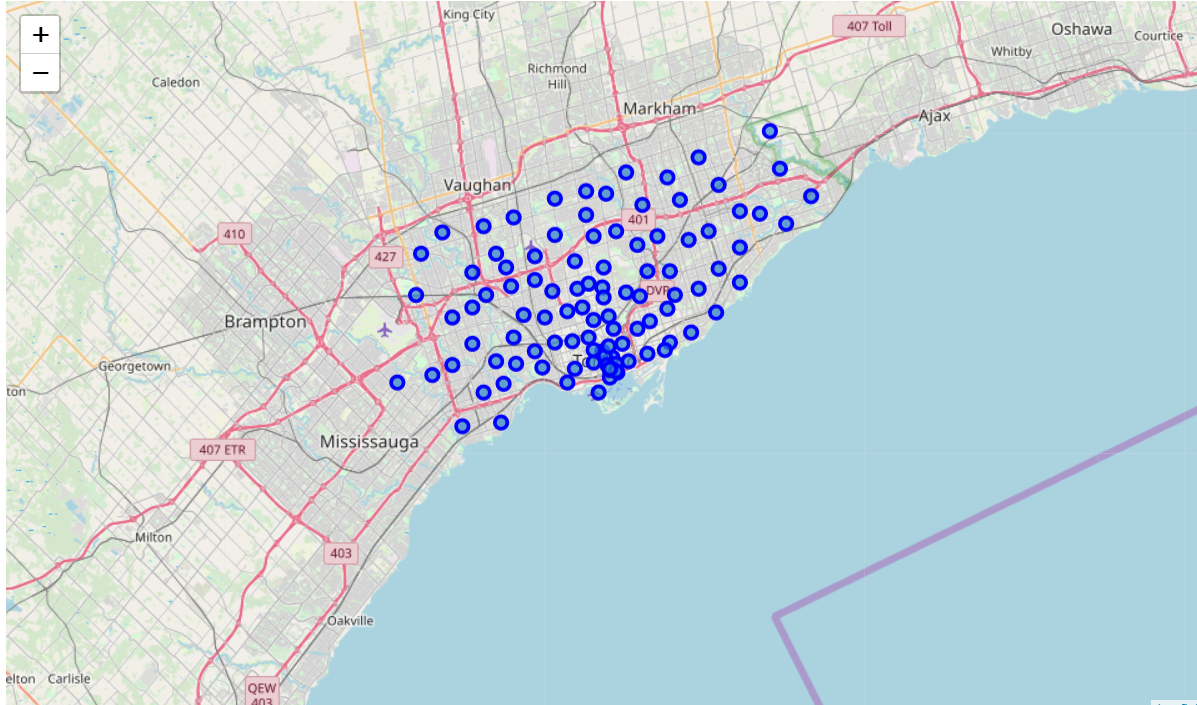 +
−
King City
407 Toll
Oshawa
Courtice
Whitby
Richmond
Hill
Caledon
Markham
Ajax
Vaughan
401
410
427
DVP
Brampton
Georgetown
Mississauga
407 ETR
Milton
403
Oakville
Carlisle
QEW
403